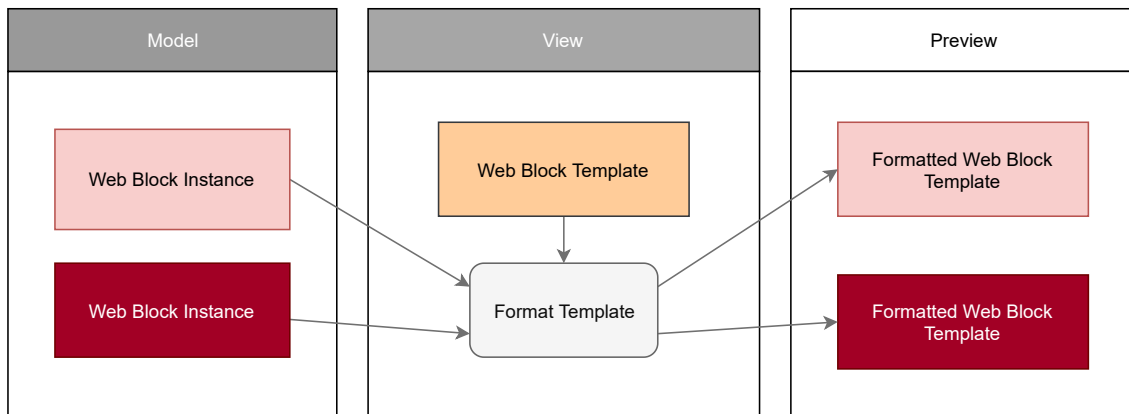 Model
View
Preview
Web Block Instance
Web Block Template
Formatted Web Block
Template
Web Block Instance
Format Template
Formatted Web Block
Template